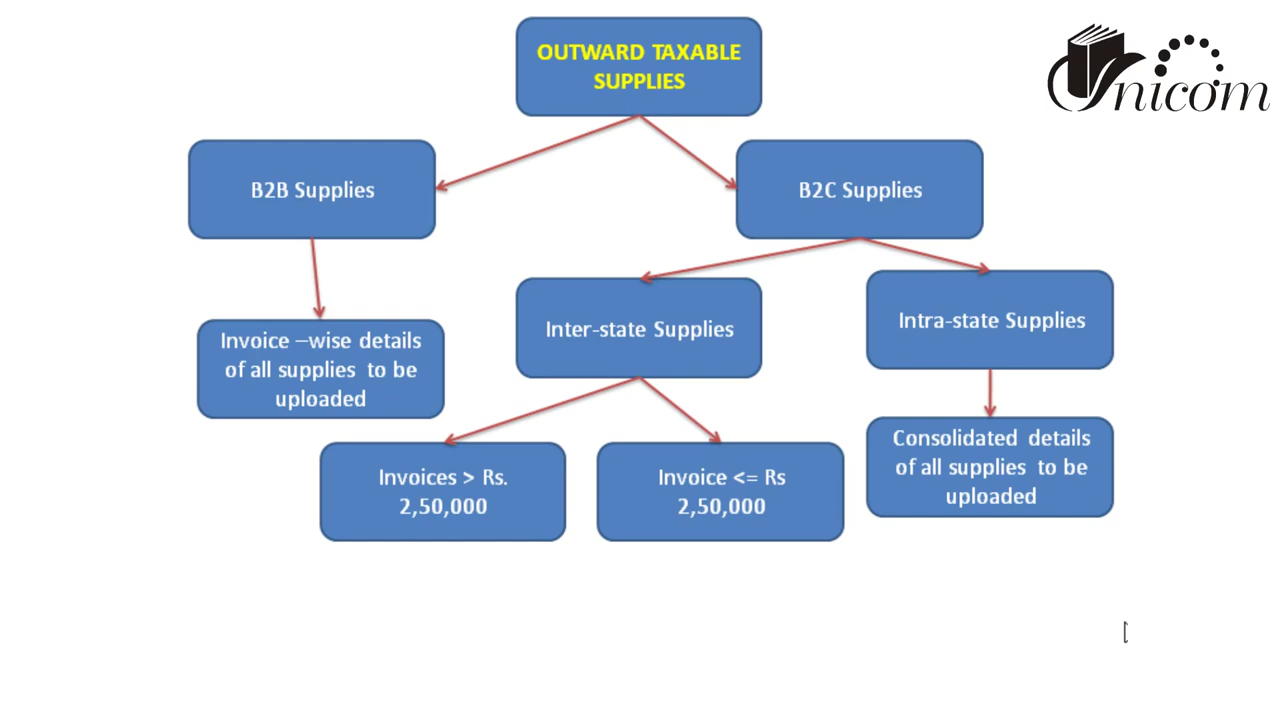 OUTWARD TAXABLE
SUPPLIES
Unicom
B2B Supplies
B2C Supplies
Invoice –wise details
of all supplies to be
uploaded
Inter-state Supplies
Intra-state Supplies
Invoices > Rs.
2,50,000
Invoice <= Rs
2,50,000
Consolidated details
of all supplies to be
uploaded